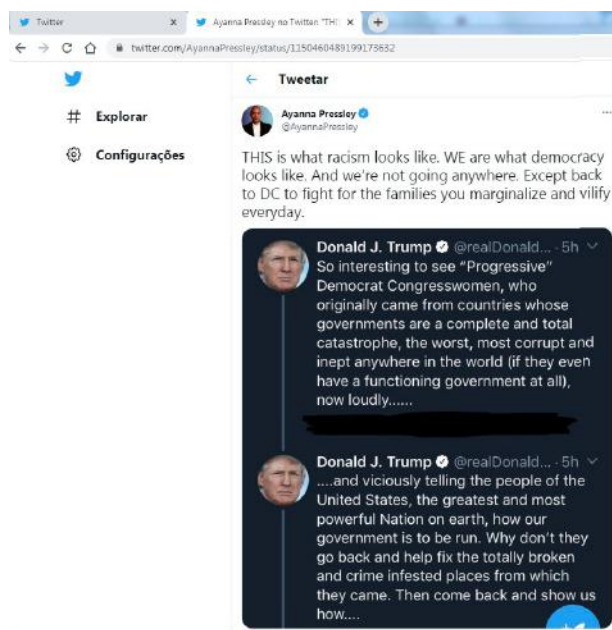 Twitter
Ayanna Pressley no Twitter: "THI
twitter.com/AyannaPressley/status/1150460489199173632
Tweetar
Explorar
Configurações
Ayanna Pressley
@AyannaPressley
THIS is what racism looks like. WE are what democracy
looks like. And we're not going anywhere. Except back
to DC to fight for the families you marginalize and vilify
everyday.
Donald J. Trump @realDonald... · 5h
So interesting to see “Progressive”
Democrat Congresswomen, who
originally came from countries whose
governments are a complete and total
catastrophe, the worst, most corrupt and
inept anywhere in the world (if they even
have a functioning government at all),
now loudly......
Donald J. Trump @realDonald... · 5h
....and viciously telling the people of the
United States, the greatest and most
powerful Nation on earth, how our
government is to be run. Why don't they
go back and help fix the totally broken
and crime infested places from which
they came. Then come back and show us
how....